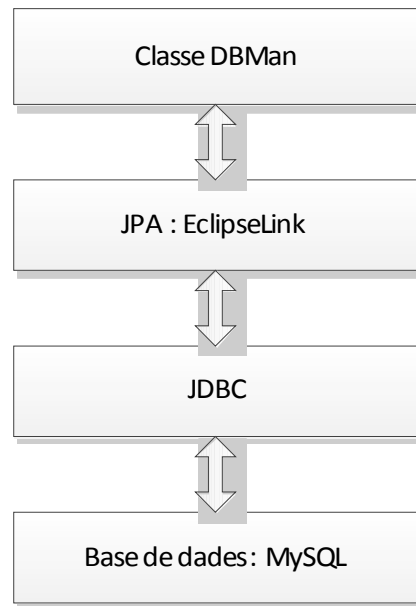 Classe DBMan
JPA : EclipseLink
JDBC
Base de dades : MySQL